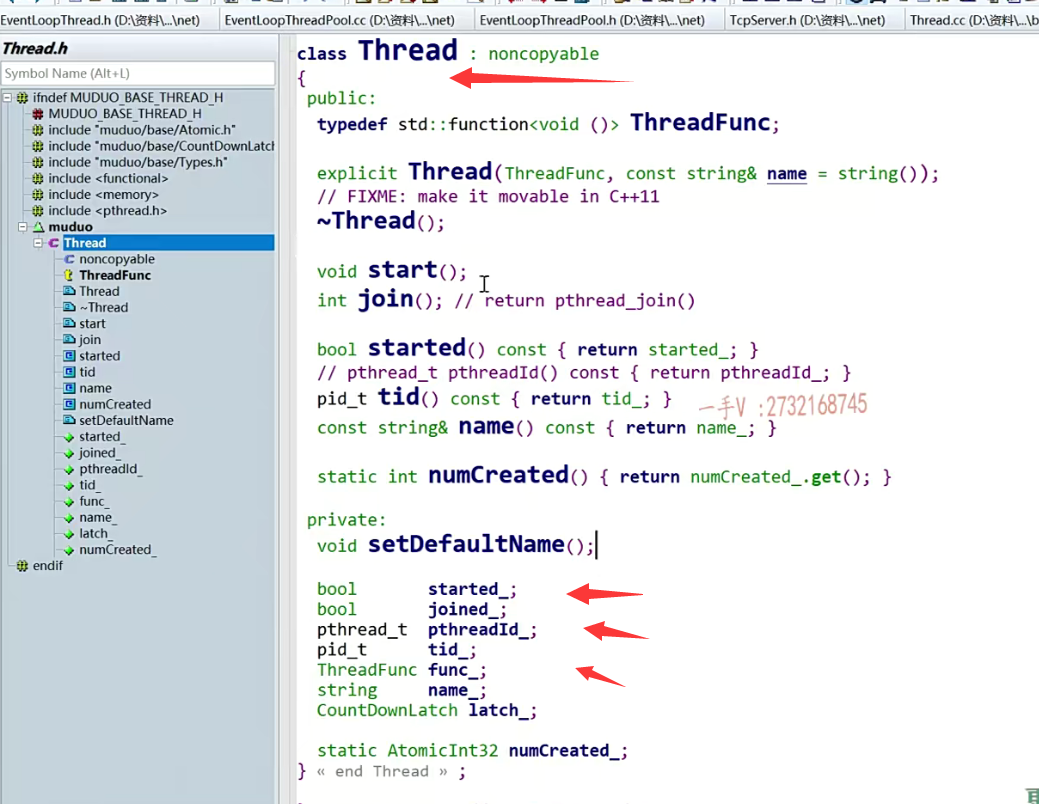 EventLoopThread.h (D:\资料\...\net) EventLoopThreadPool.cc (D:\资料\...\net) EventLoopThreadPool.h (D:\资料\...\net) TcpServer.h (D:\资料\...\net) Thread.cc (D:\资料\...\b
Thread.h
Symbol Name (Alt+L)
ifndef MUDUO_BASE_THREAD_H
MUDUO_BASE_THREAD_H
include "muduo/base/Atomic.h"
include "muduo/base/CountDownLatch
include "muduo/base/Types.h"
include <functional>
include <memory>
include <pthread.h>
muduo
Thread
noncopyable
ThreadFunc
Thread
~Thread
start
join
started
tid
name
numCreated
setDefaultName
started_
joined_
pthreadId_
tid_
func_
name_
latch_
numCreated_
endif
class Thread : noncopyable
{
public:
typedef std::function<void ()> ThreadFunc;
explicit Thread(ThreadFunc, const string& name = string());
// FIXME: make it movable in C++11
~Thread();
void start();
int join(); // return pthread_join()
bool started() const { return started_; }
// pthread_t pthreadId() const { return pthreadId_; }
pid_t tid() const { return tid_; }
一手V :2732168745
const string& name() const { return name_; }
static int numCreated() { return numCreated_.get(); }
private:
void setDefaultName();
bool started_;
bool joined_;
pthread_t pthreadId_;
pid_t tid_;
ThreadFunc func_;
string name_;
CountDownLatch latch_;
static AtomicInt32 numCreated_;
} « end Thread » ;